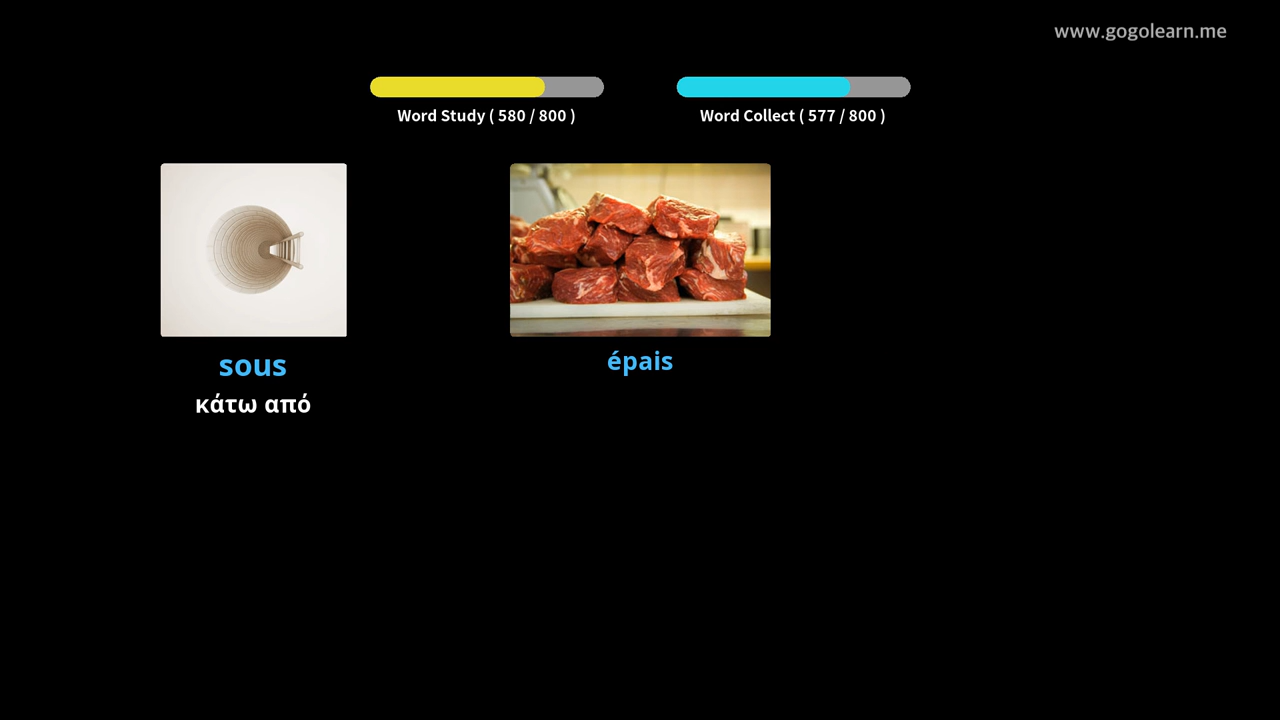 www.gogolearn.me
Word Study ( 580 / 800 )
Word Collect ( 577 / 800 )
sous
κάτω από
épais